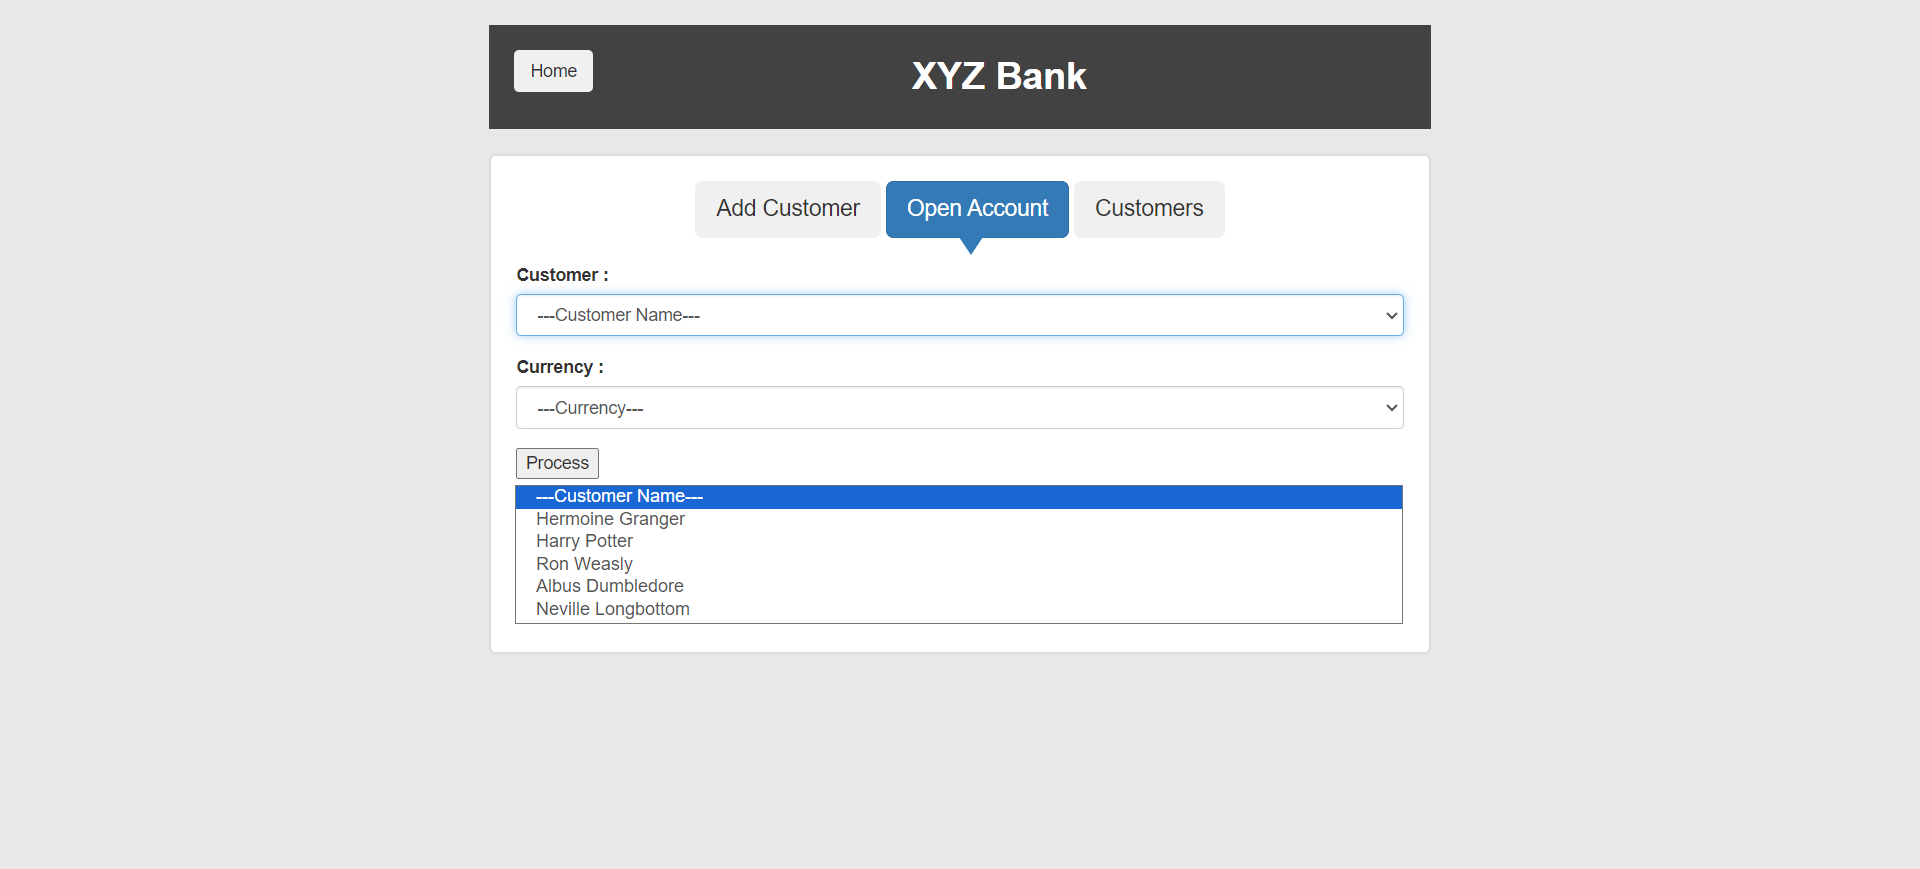 Home
XYZ Bank
Add Customer
Open Account
Customers
Customer :
---Customer Name---
Currency :
---Currency---
Process
---Customer Name---
Hermoine Granger
Harry Potter
Ron Weasly
Albus Dumbledore
Neville Longbottom